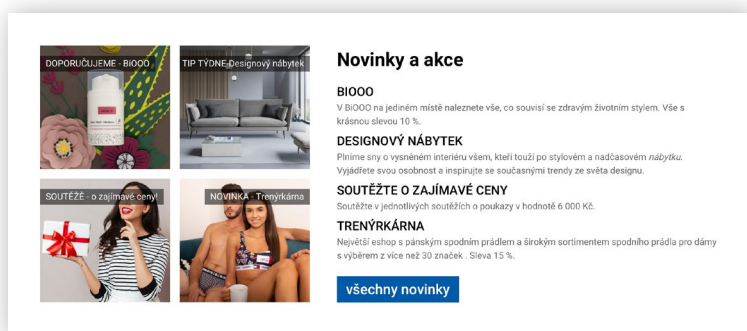 DOPORUČUJEME - BiOOO
TIP TÝDNE-Designový nábytek
SOUTĚŽE - o zajímavé ceny!
NOVINKA - Trenýrkárna
Novinky a akce
BIOOO
V BiOOO na jediném místě naleznete vše, co souvisí se zdravým životním stylem. Vše s
krásnou slevou 10 %.
DESIGNOVÝ NÁBYTEK
Plníme sny o vysněném interiéru všem, kteří touží po stylovém a nadčasovém nábytku.
Vyjádřete svou osobnost a inspirujte se současnými trendy ze světa designu.
SOUTĚŽTE O ZAJÍMAVÉ CENY
Soutěžte v jednotlivých soutěžích o poukazy v hodnotě 6 000 Kč.
TRENÝRKÁRNA
Největší eshop s pánským spodním prádlem a širokým sortimentem spodního prádla pro dámy
s výběrem z více než 30 značek . Sleva 15 %.
všechny novinky